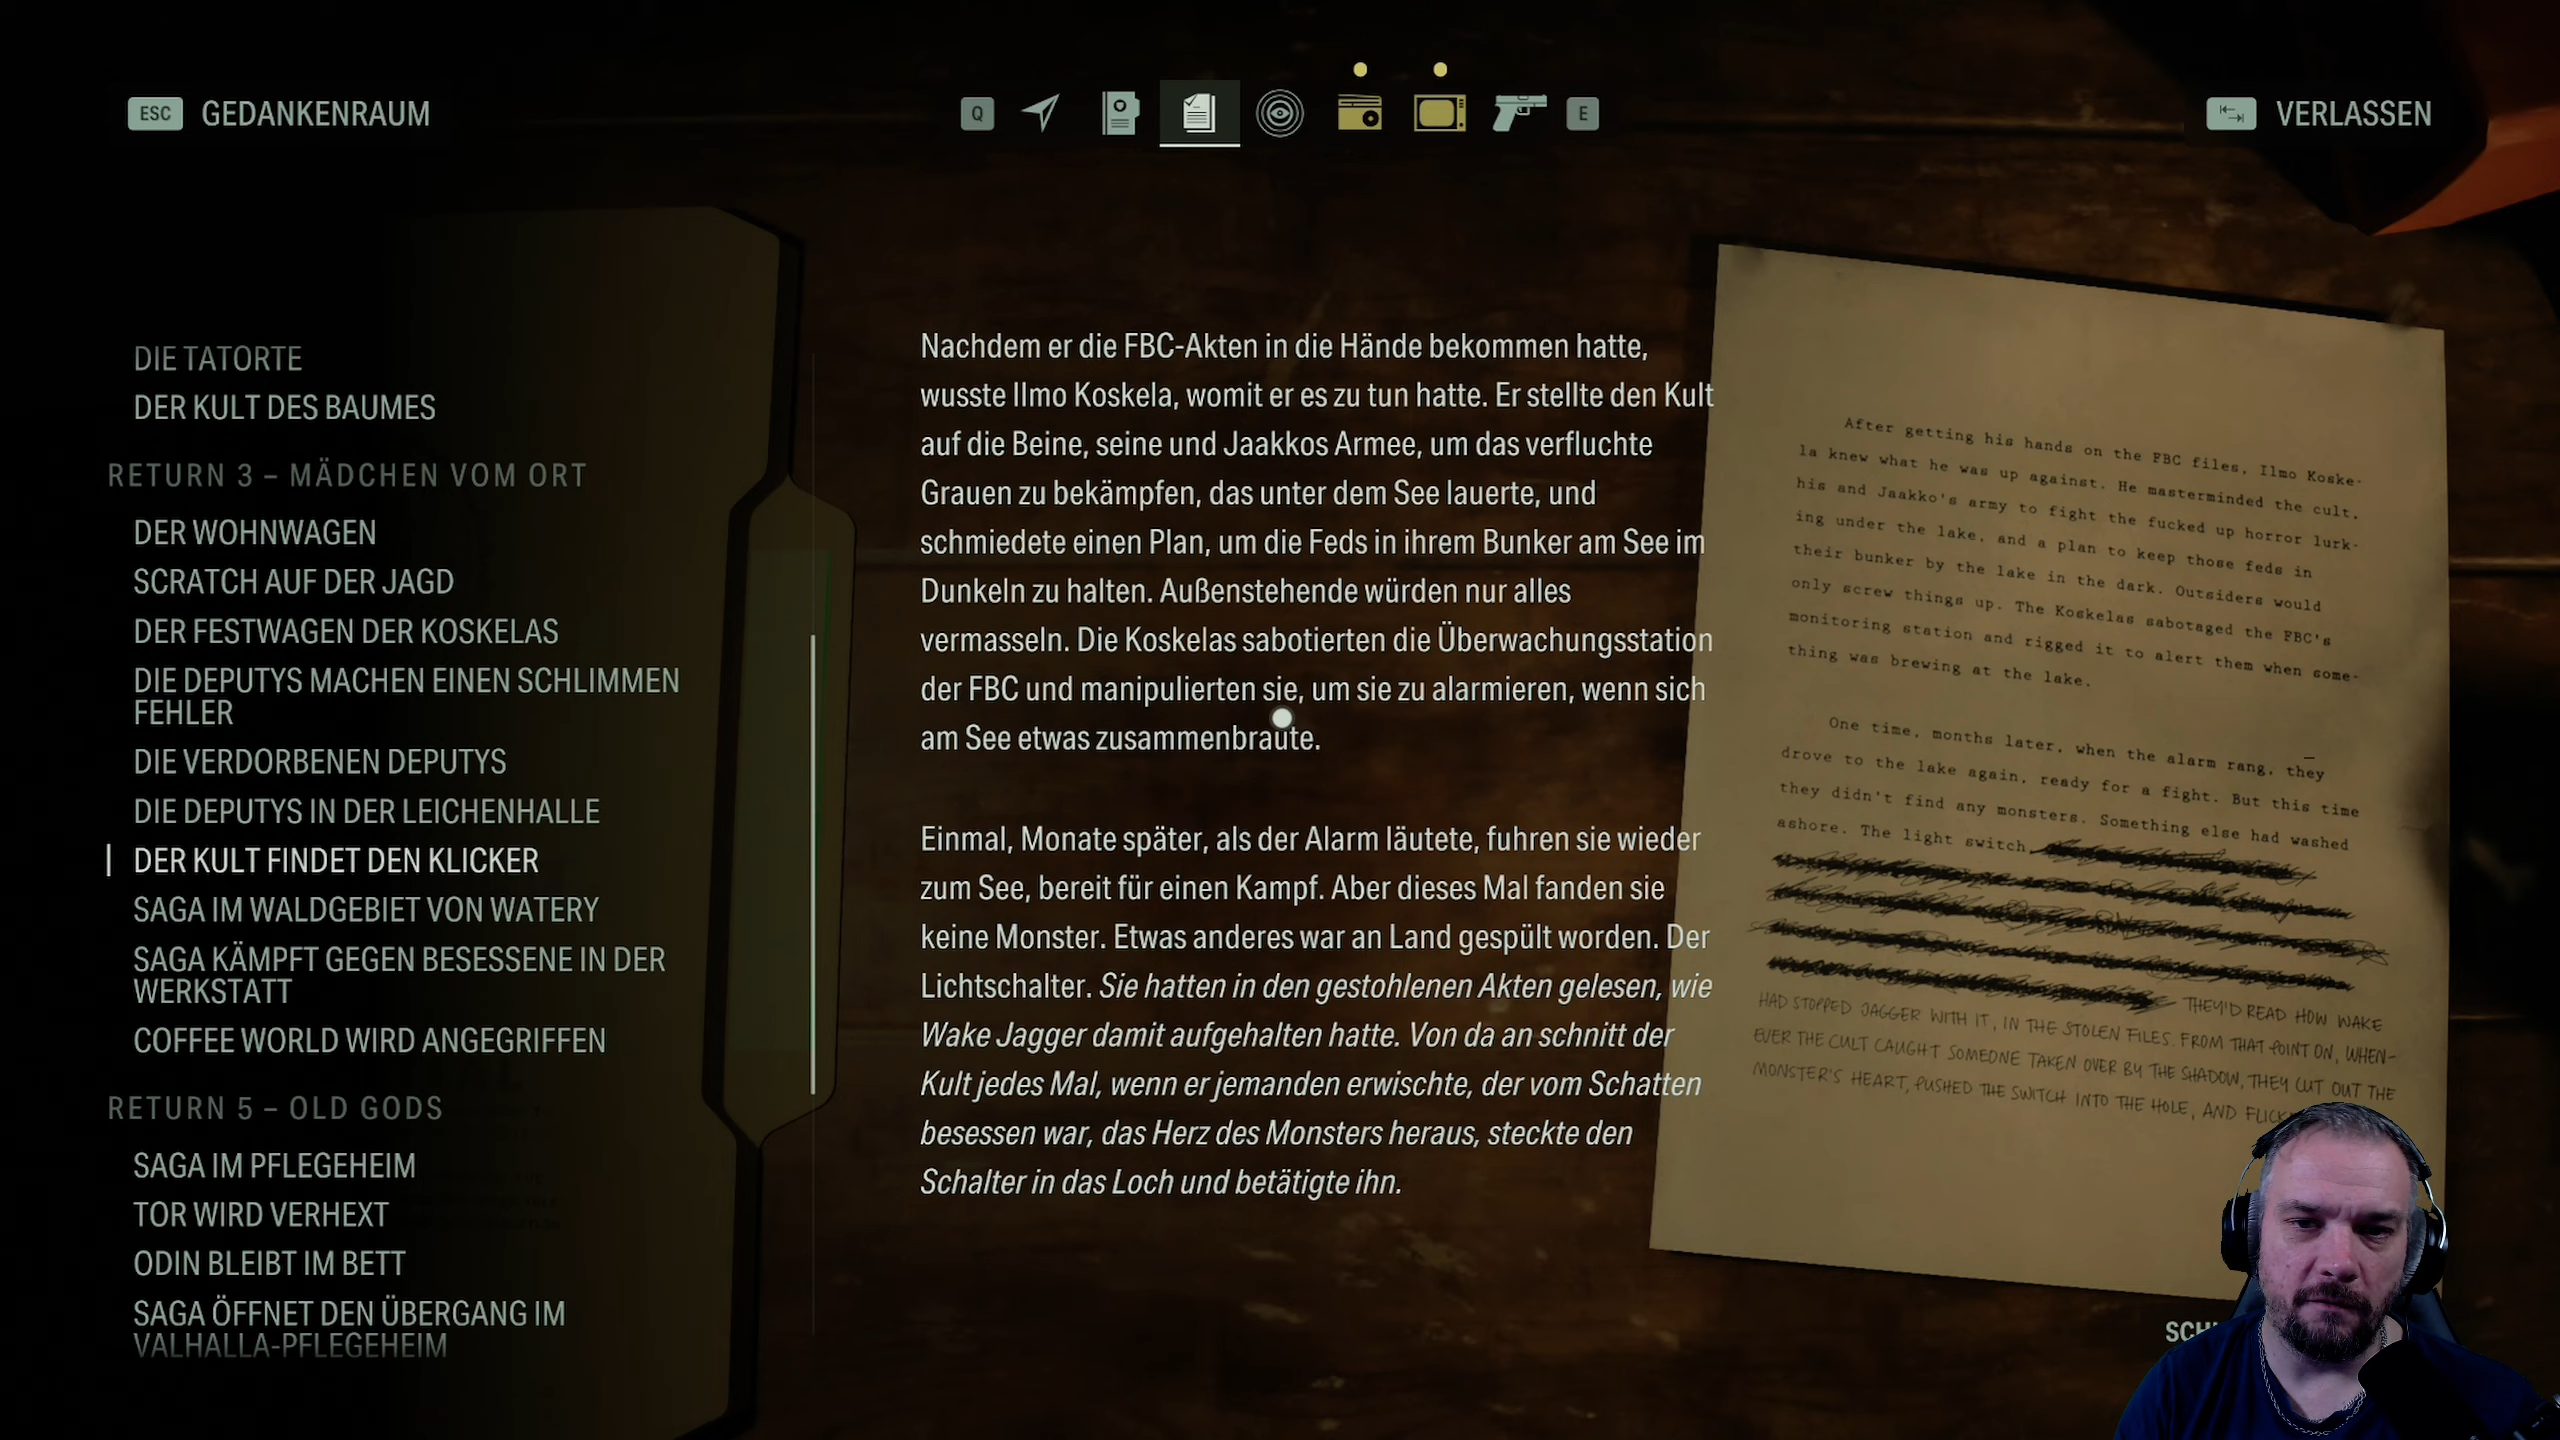 ESC GEDANKENRAUM
Q
E
VERLASSEN
DIE TATORTE
DER KULT DES BAUMES
RETURN 3 – MÄDCHEN VOM ORT
DER WOHNWAGEN
SCRATCH AUF DER JAGD
DER FESTWAGEN DER KOSKELAS
DIE DEPUTYS MACHEN EINEN SCHLIMMEN
FEHLER
DIE VERDORBENEN DEPUTYS
DIE DEPUTYS IN DER LEICHENHALLE
DER KULT FINDET DEN KLICKER
SAGA IM WALDGEBIET VON WATERY
SAGA KÄMPFT GEGEN BESESSENE IN DER
WERKSTATT
COFFEE WORLD WIRD ANGEGRIFFEN
RETURN 5 – OLD GODS
SAGA IM PFLEGEHEIM
TOR WIRD VERHEXT
ODIN BLEIBT IM BETT
SAGA ÖFFNET DEN ÜBERGANG IM
VALHALLA-PFLEGEHEIM
Nachdem er die FBC-Akten in die Hände bekommen hatte,
wusste Ilmo Koskela, womit er es zu tun hatte. Er stellte den Kult
auf die Beine, seine und Jaakkos Armee, um das verfluchte
Grauen zu bekämpfen, das unter dem See lauerte, und
schmiedete einen Plan, um die Feds in ihrem Bunker am See im
Dunkeln zu halten. Außenstehende würden nur alles
vermasseln. Die Koskelas sabotierten die Überwachungsstation
der FBC und manipulierten sie, um sie zu alarmieren, wenn sich
am See etwas zusammenbraute.
Einmal, Monate später, als der Alarm läutete, fuhren sie wieder
zum See, bereit für einen Kampf. Aber dieses Mal fanden sie
keine Monster. Etwas anderes war an Land gespült worden. Der
Lichtschalter. Sie hatten in den gestohlenen Akten gelesen, wie
Wake Jagger damit aufgehalten hatte. Von da an schnitt der
Kult jedes Mal, wenn er jemanden erwischte, der vom Schatten
besessen war, das Herz des Monsters heraus, steckte den
Schalter in das Loch und betätigte ihn.
After getting his hands on the FBC files, Ilmo Koske-
la knew what he was up against. He masterminded the cult,
his and Jaakko's army to fight the fucked up horror lurk-
ing under the lake, and a plan to keep those feds in
their bunker by the lake in the dark. Outsiders would
only screw things up. The Koskelas sabotaged the FBC's
monitoring station and rigged it to alert them when some-
thing was brewing at the lake.
One time, months later, when the alarm rang, they
drove to the lake again, ready for a fight. But this time
they didn't find any monsters. Something else had washed
ashore. The light switch.
THEY'D READ HOW WAKE
HAD STOPPED JAGGER WITH IT, IN THE STOLEN FILES. FROM THAT POINT ON, WHEN-
EVER THE CULT CAUGHT SOMEONE TAKEN OVER BY THE SHADOW, THEY CUT OUT THE
MONSTER'S HEART, PUSHED THE SWITCH INTO THE HOLE, AND